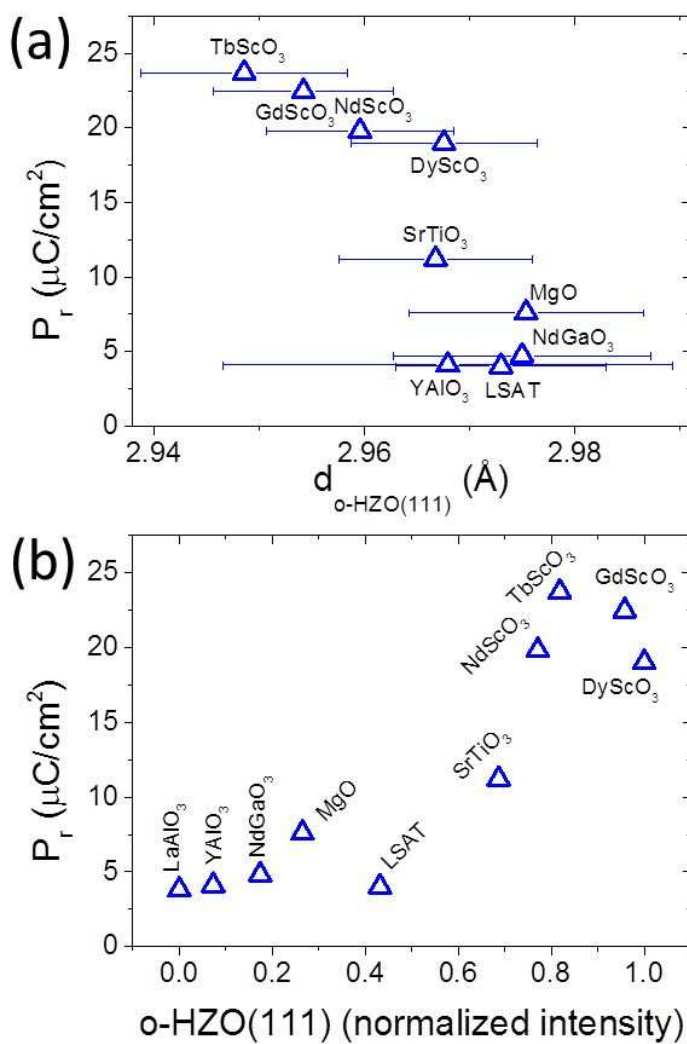 (a)
TbScO₃
GdScO₃
NdScO₃
DyScO₃
SrTiO₃
MgO
NdGaO₃
YAlO₃
LSAT
25
20
15
10
5
0
Pᵣ (μC/cm²)
2.94
2.96
2.98
d o-HZO(111) (Å)
(b)
TbScO₃
GdScO₃
NdScO₃
DyScO₃
SrTiO₃
LaAlO₃
YAlO₃
NdGaO₃
MgO
LSAT
25
20
15
10
5
0
Pᵣ (μC/cm²)
0.0
0.2
0.4
0.6
0.8
1.0
o-HZO(111) (normalized intensity)